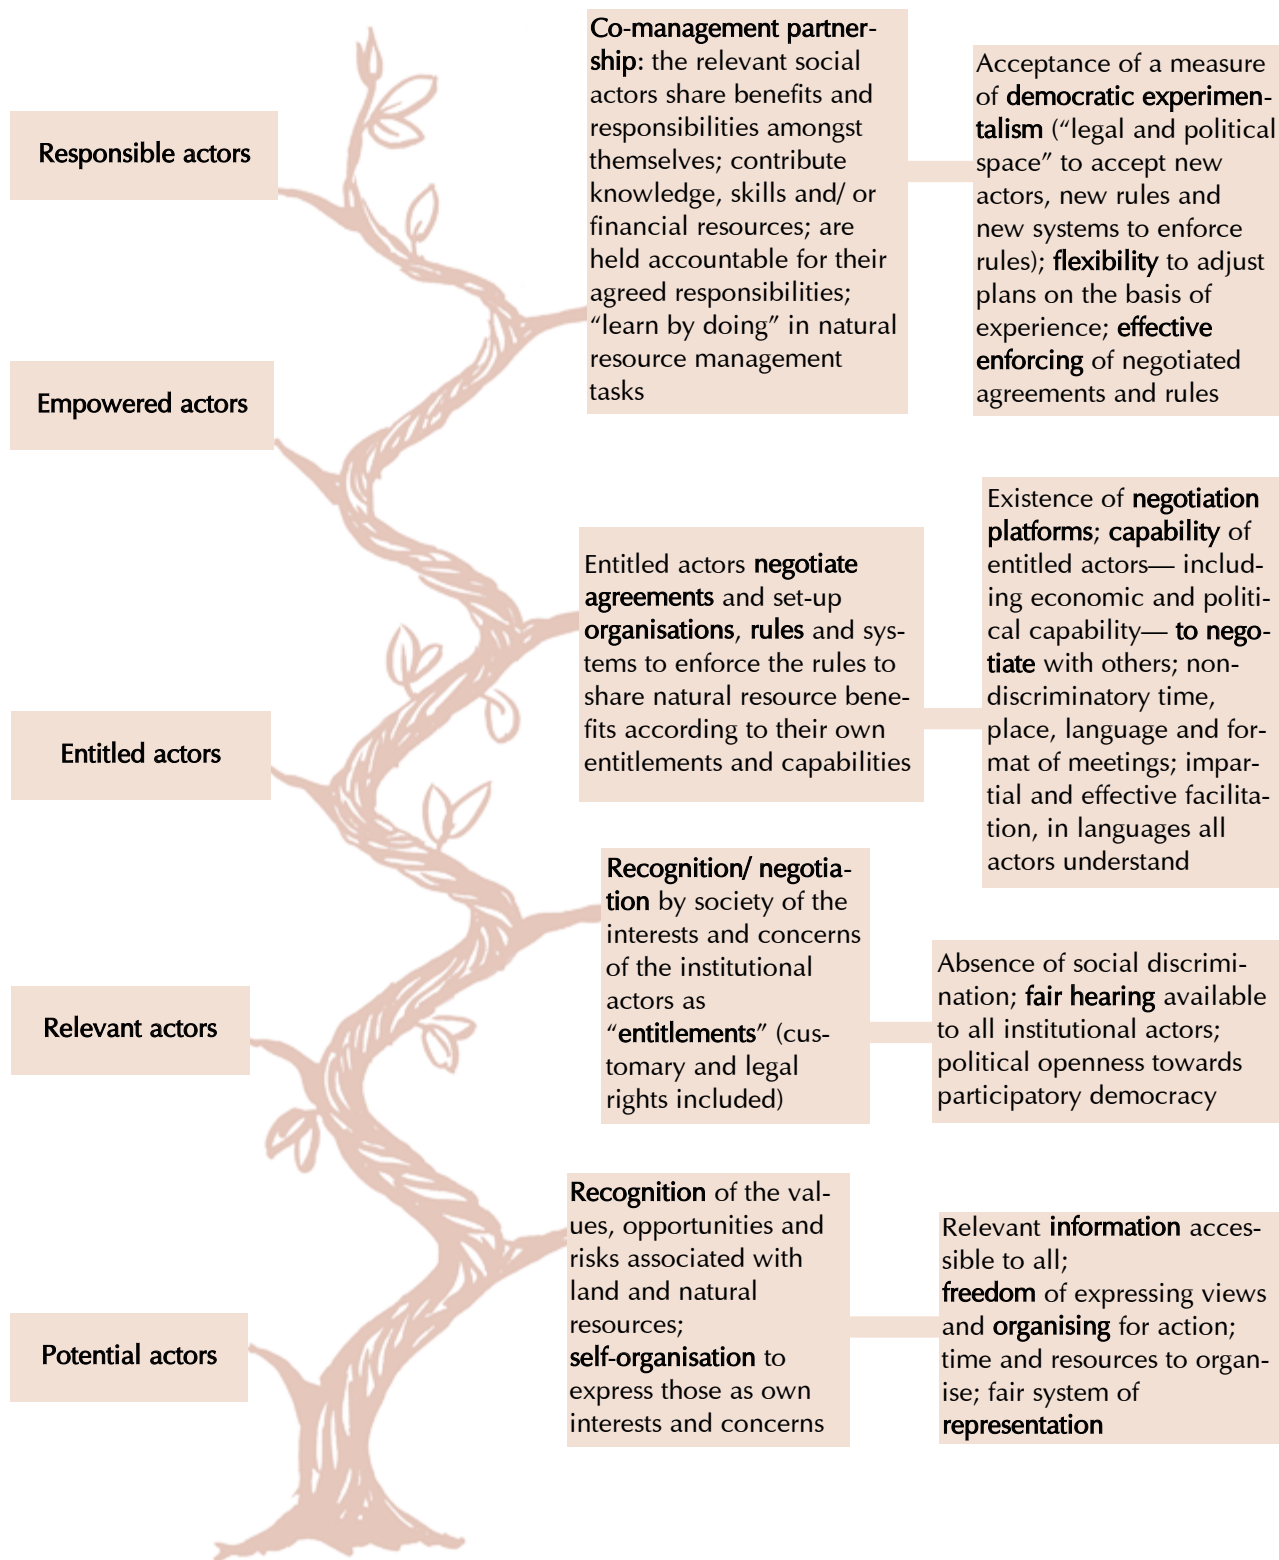 Co-management partner-
ship: the relevant social
actors share benefits and
responsibilities amongst
themselves; contribute
knowledge, skills and/ or
financial resources; are
held accountable for their
agreed responsibilities;
“learn by doing” in natural
resource management
tasks
Acceptance of a measure
of democratic experimen-
talism (“legal and political
space” to accept new
actors, new rules and
new systems to enforce
rules); flexibility to adjust
plans on the basis of
experience; effective
enforcing of negotiated
agreements and rules
Responsible actors
Empowered actors
Entitled actors negotiate
agreements and set-up
organisations, rules and sys-
tems to enforce the rules to
share natural resource bene-
fits according to their own
entitlements and capabilities
Existence of negotiation
platforms; capability of
entitled actors— includ-
ing economic and politi-
cal capability— to nego-
tiate with others; non-
discriminatory time,
place, language and for-
mat of meetings; impar-
tial and effective facilita-
tion, in languages all
actors understand
Entitled actors
Recognition/ negotia-
tion by society of the
interests and concerns
of the institutional
actors as
“entitlements” (cus-
tomary and legal
rights included)
Absence of social discrimi-
nation; fair hearing available
to all institutional actors;
political openness towards
participatory democracy
Relevant actors
Recognition of the val-
ues, opportunities and
risks associated with
land and natural
resources;
self-organisation to
express those as own
interests and concerns
Relevant information acces-
sible to all;
freedom of expressing views
and organising for action;
time and resources to organ-
ise; fair system of
representation
Potential actors